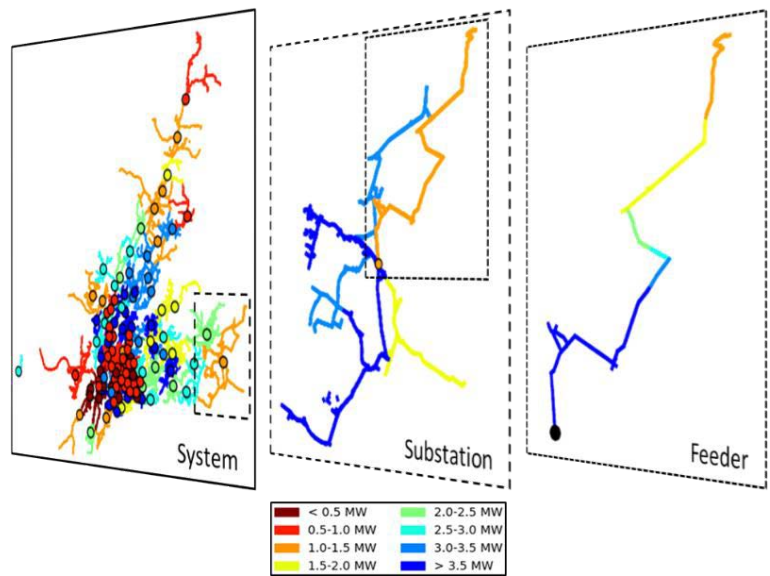 System
Substation
Feeder
< 0.5 MW
0.5-1.0 MW
1.0-1.5 MW
1.5-2.0 MW
2.0-2.5 MW
2.5-3.0 MW
3.0-3.5 MW
> 3.5 MW